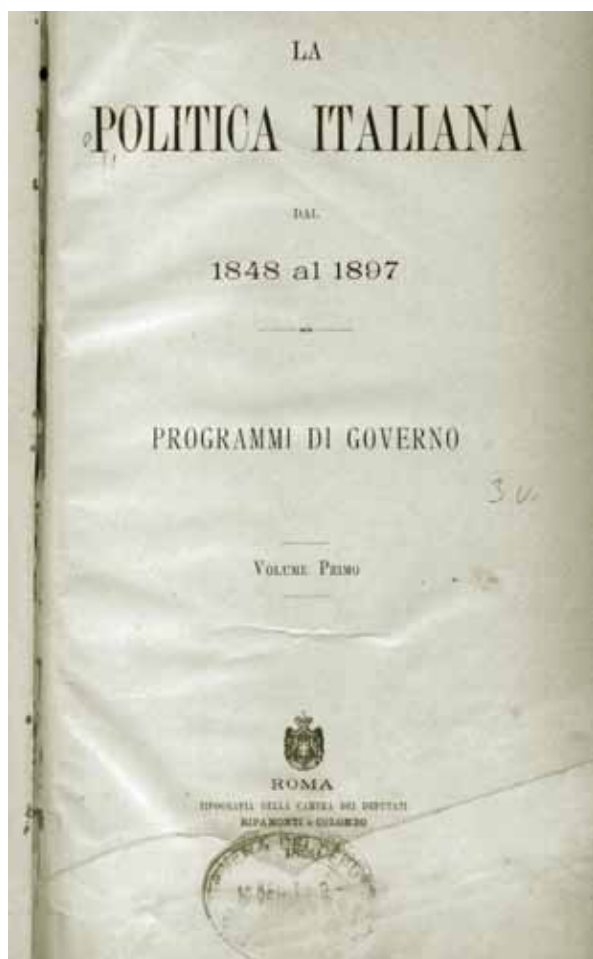 LA
POLITICA ITALIANA
DAL
1848 al 1897
PROGRAMMI DI GOVERNO
3 v.
VOLUME PRIMO
ROMA
TIPOGRAFIA DELLA CAMERA DEI DEPUTATI
RIPAMONTI e COLOMBO